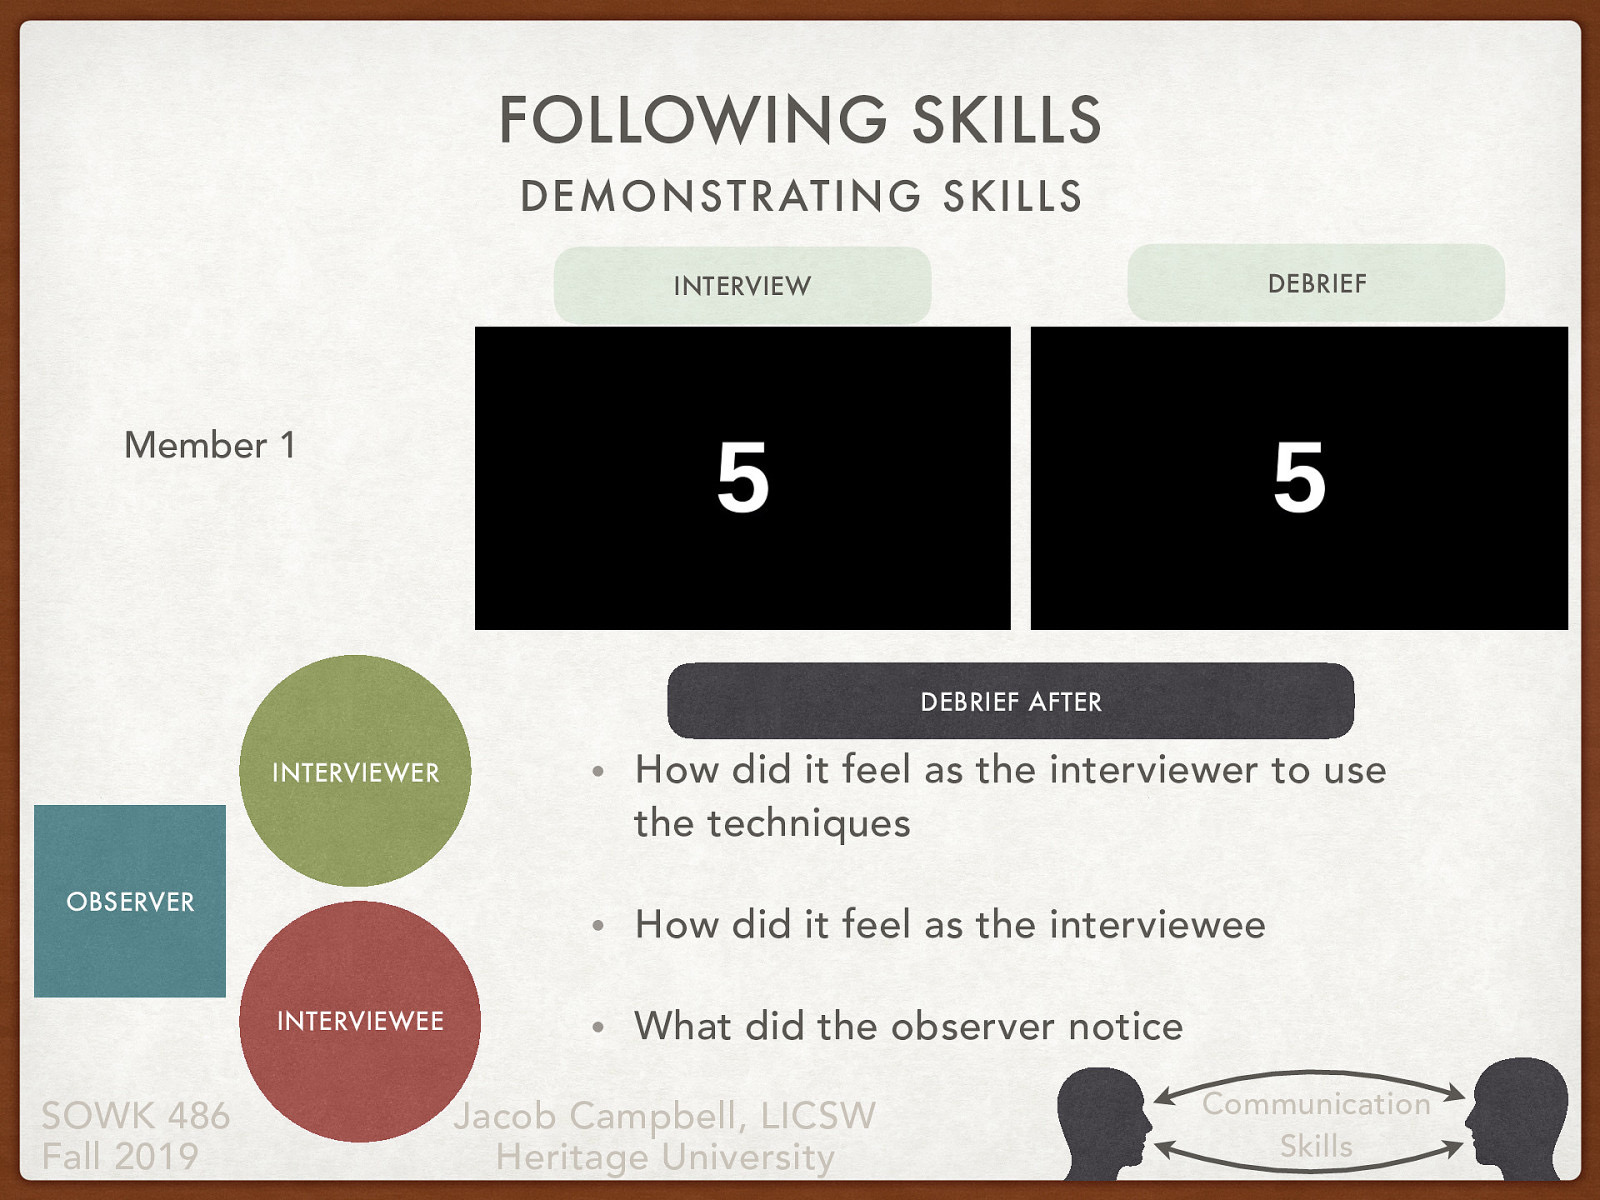 FOLLOWING SKILLS
DEMONSTRATING SKILLS
INTERVIEW
DEBRIEF
Member 1
5
5
INTERVIEWER
OBSERVER
INTERVIEWEE
DEBRIEF AFTER
• How did it feel as the interviewer to use
the techniques
• How did it feel as the interviewee
• What did the observer notice
SOWK 486
Fall 2019
Jacob Campbell, LICSW
Heritage University
Communication
Skills